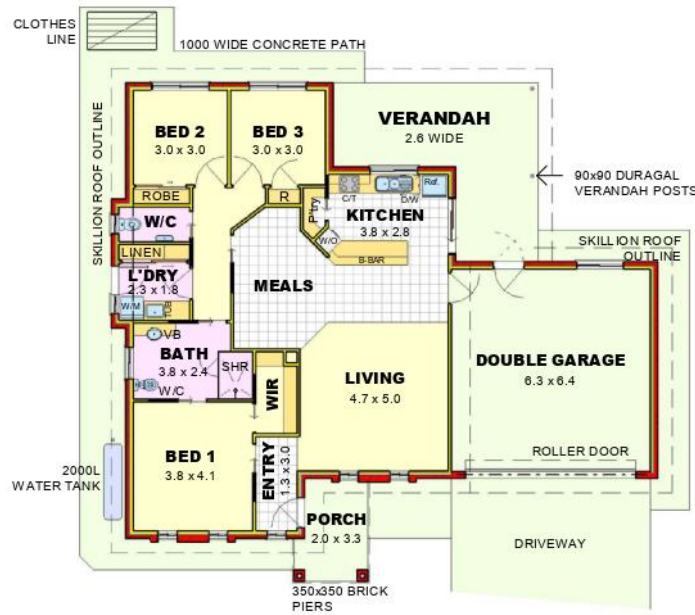 CLOTHES
LINE
1000 WIDE CONCRETE PATH
SKILLION ROOF OUTLINE
BED 2
3.0 x 3.0
BED 3
3.0 x 3.0
VERANDAH
2.6 WIDE
90x90 DURAGAL
VERANDAH POSTS
ROBE
R
P'try
C/T
D/W
Ref.
KITCHEN
3.8 x 2.8
W/O
B-BAR
W/C
LINEN
L'DRY
2.3 x 1.8
W/M
TUB
MEALS
SKILLION ROOF
OUTLINE
VB
BATH
3.8 x 2.4
W/C
SHR
WIR
LIVING
4.7 x 5.0
DOUBLE GARAGE
6.3 x 6.4
ROLLER DOOR
BED 1
3.8 x 4.1
ENTRY
1.3 x 3.0
2000L
WATER TANK
PORCH
2.0 x 3.3
DRIVEWAY
350x350 BRICK
PIERS